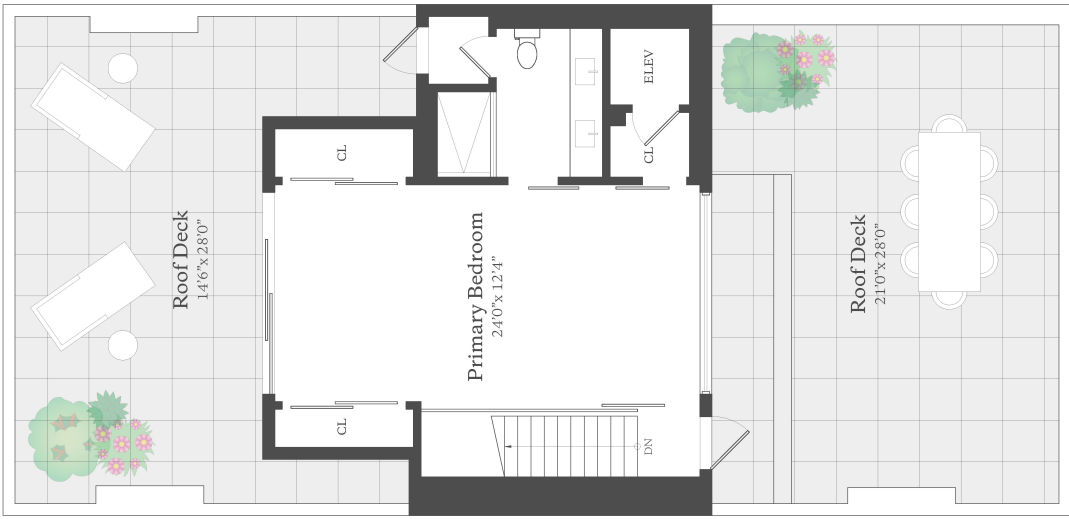 Roof Deck
14'6"x 28'0"
CL
CL
Primary Bedroom
24'0"x 12'4"
ELEV
CL
DN
Roof Deck
21'0"x 28'0"